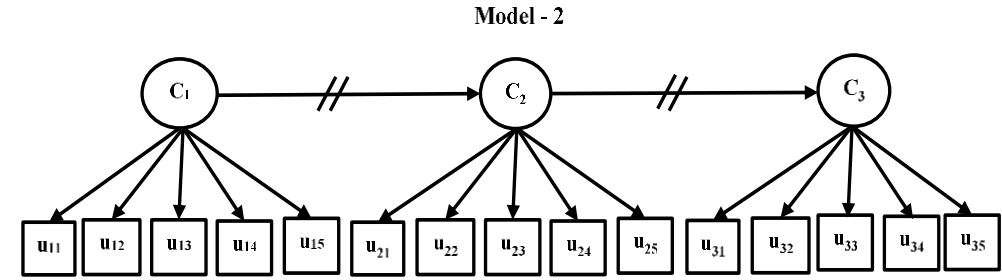 Model - 2
C₁ C₂ C₃
u₁₁ u₁₂ u₁₃ u₁₄ u₁₅ u₂₁ u₂₂ u₂₃ u₂₄ u₂₅ u₃₁ u₃₂ u₃₃ u₃₄ u₃₅